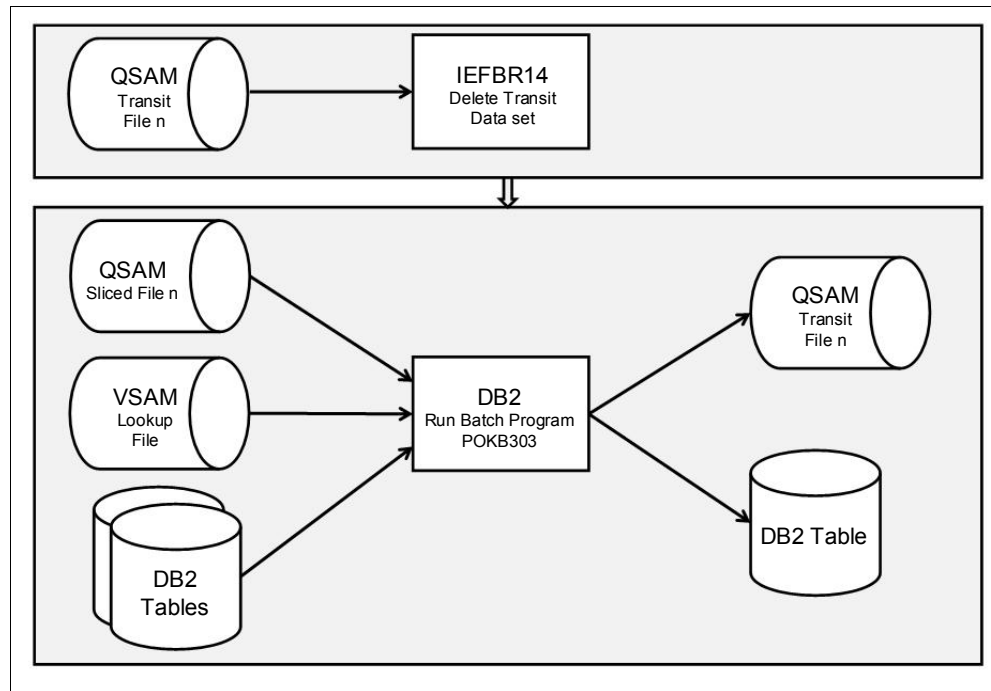 QSAM
Transit
File n
IEFBR14
Delete Transit
Data set
QSAM
Sliced File n
VSAM
Lookup
File
DB2
Tables
DB2
Run Batch Program
POKB303
QSAM
Transit
File n
DB2 Table